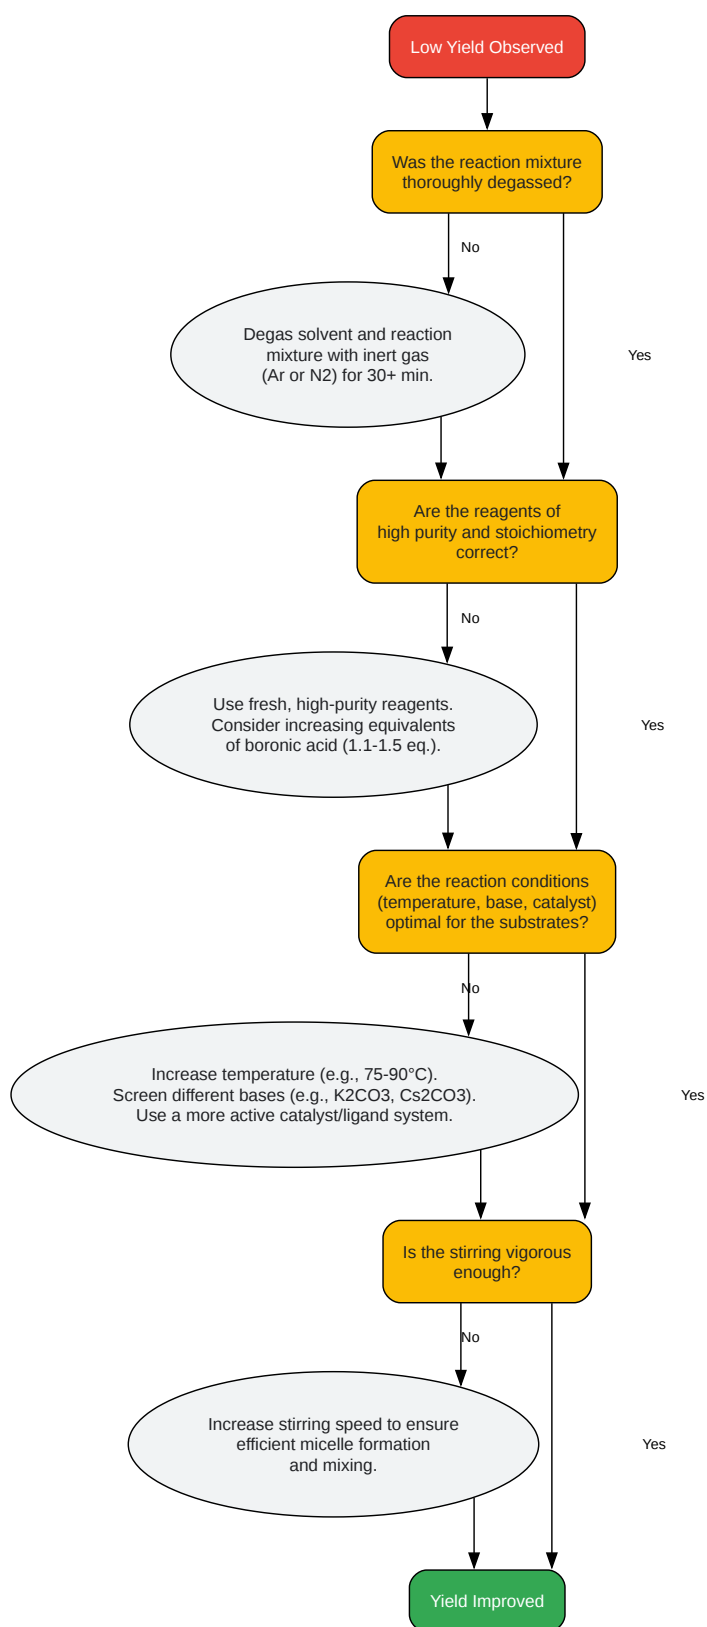 Low Yield Observed
Was the reaction mixture
thoroughly degassed?
No
Degas solvent and reaction
mixture with inert gas
(Ar or N2) for 30+ min.
Yes
Are the reagents of
high purity and stoichiometry
correct?
No
Use fresh, high-purity reagents.
Consider increasing equivalents
of boronic acid (1.1-1.5 eq.).
Yes
Are the reaction conditions
(temperature, base, catalyst)
optimal for the substrates?
No
Increase temperature (e.g., 75-90°C).
Screen different bases (e.g., K2CO3, Cs2CO3).
Use a more active catalyst/ligand system.
Yes
Is the stirring vigorous
enough?
No
Increase stirring speed to ensure
efficient micelle formation
and mixing.
Yes
Yield Improved